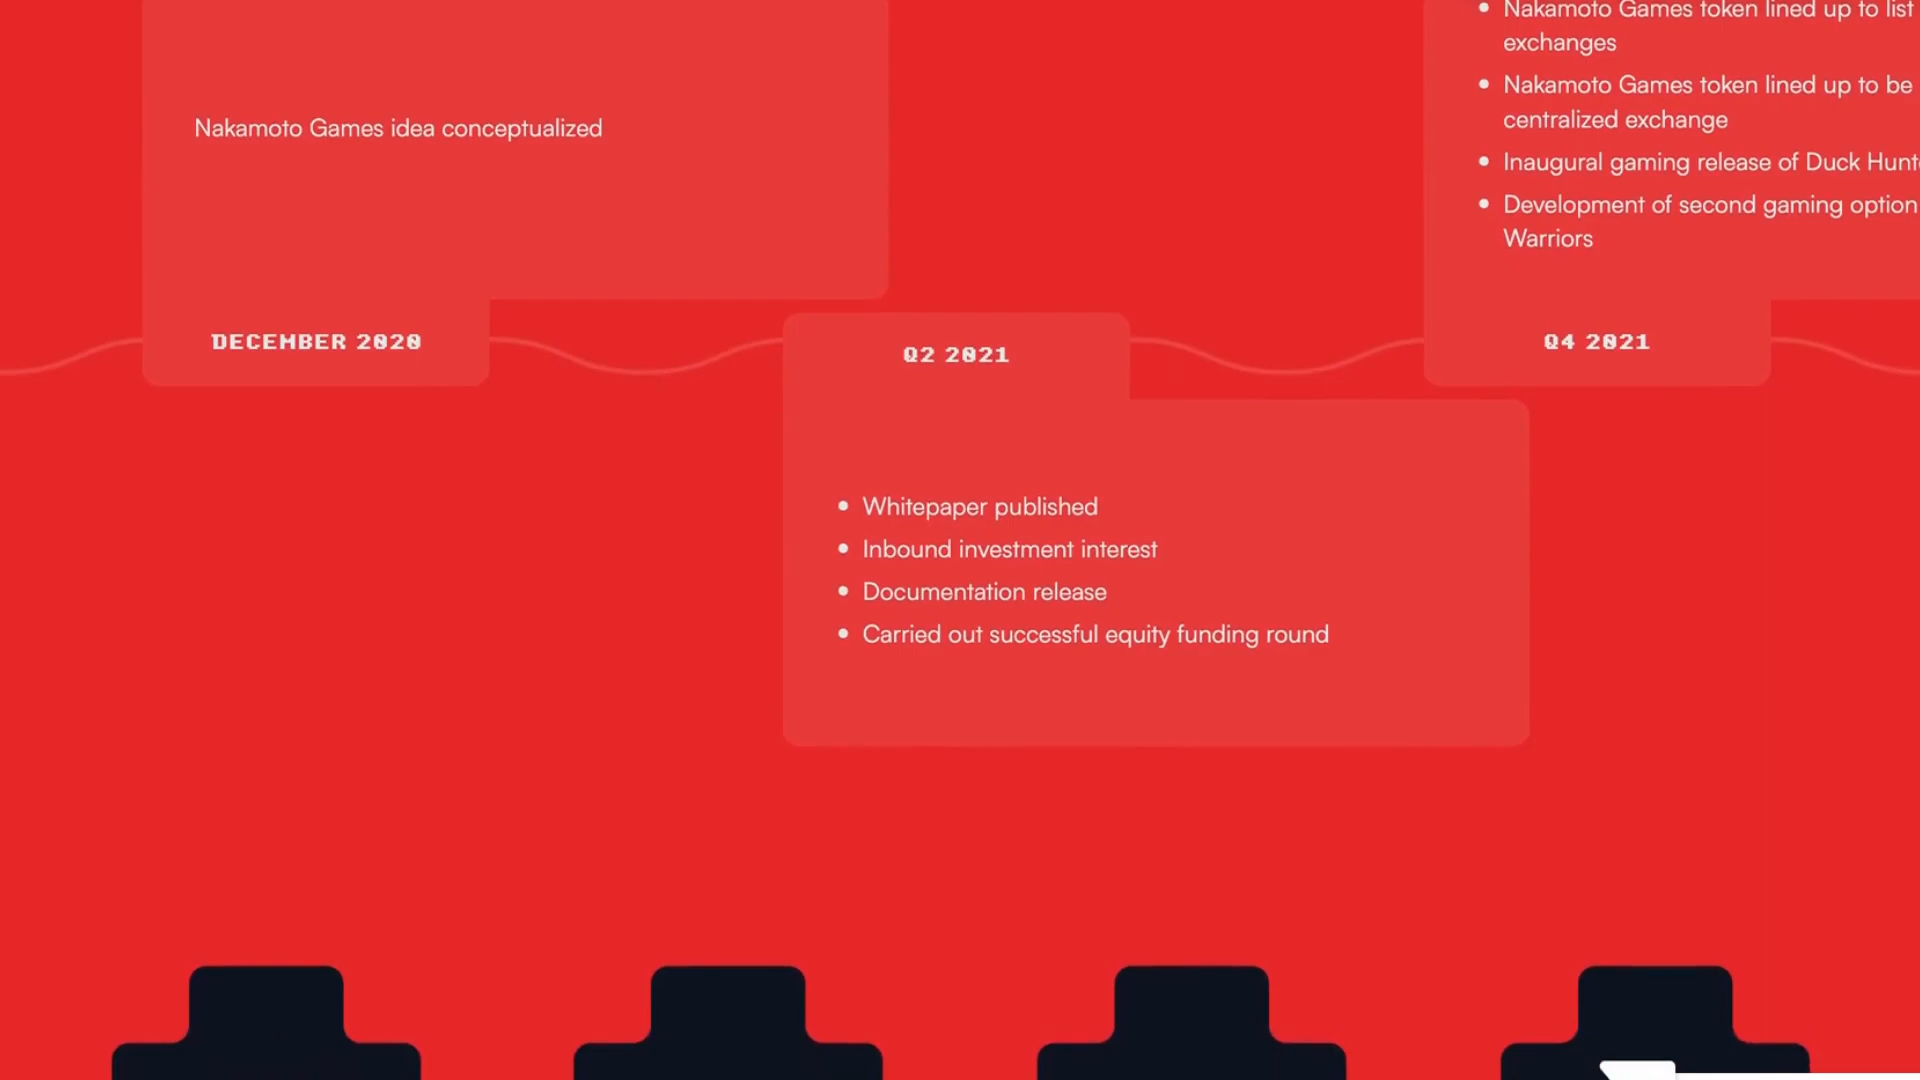 Nakamoto Games idea conceptualized
DECEMBER 2020
Q2 2021
• Whitepaper published
• Inbound investment interest
• Documentation release
• Carried out successful equity funding round
• Nakamoto Games token lined up to list
exchanges
• Nakamoto Games token lined up to be
centralized exchange
• Inaugural gaming release of Duck
• Development of second gaming option
Warriors
Q4 2021